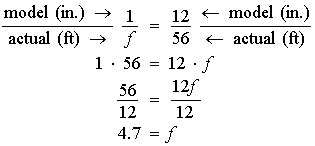 model (in.) → 1 = 12 ← model (in.)
actual (ft) → f 56 ← actual (ft)
1 · 56 = 12 · f
56 = 12f
12 12
4.7 = f